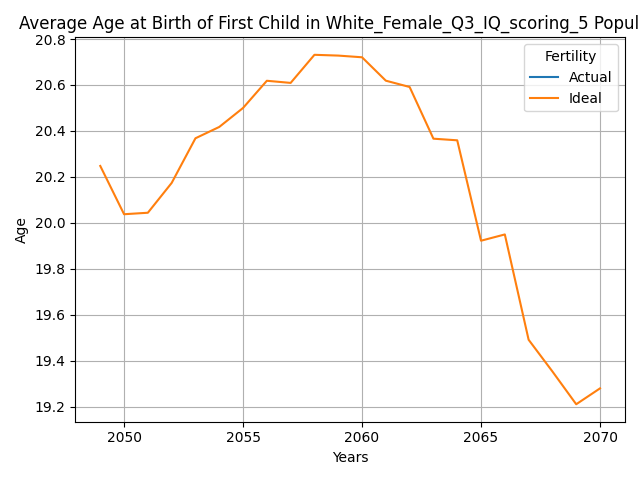 Average Age at Birth of First Child in White_Female_Q3_IQ_scoring_5 Popul
20.8
20.6
20.4
20.2
20.0
19.8
19.6
19.4
19.2
Age
Fertility
Actual
Ideal
2050 2055 2060 2065 2070
Years